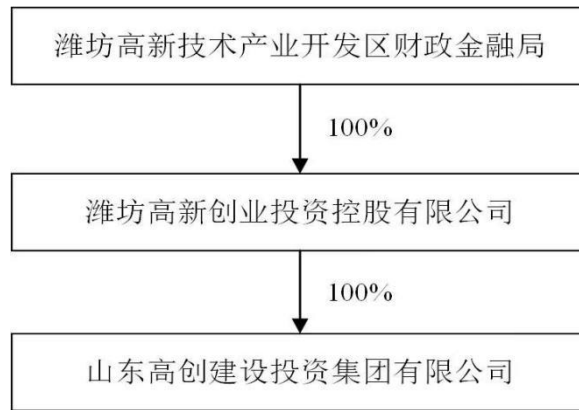 潍坊高新技术产业开发区财政金融局
100%
潍坊高新创业投资控股有限公司
100%
山东高创建设投资集团有限公司